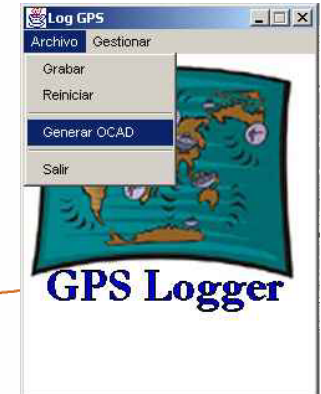 Log GPS
Archivo Gestionar
Grabar
Reiniciar
Generar OCAD
Salir
GPS Logger